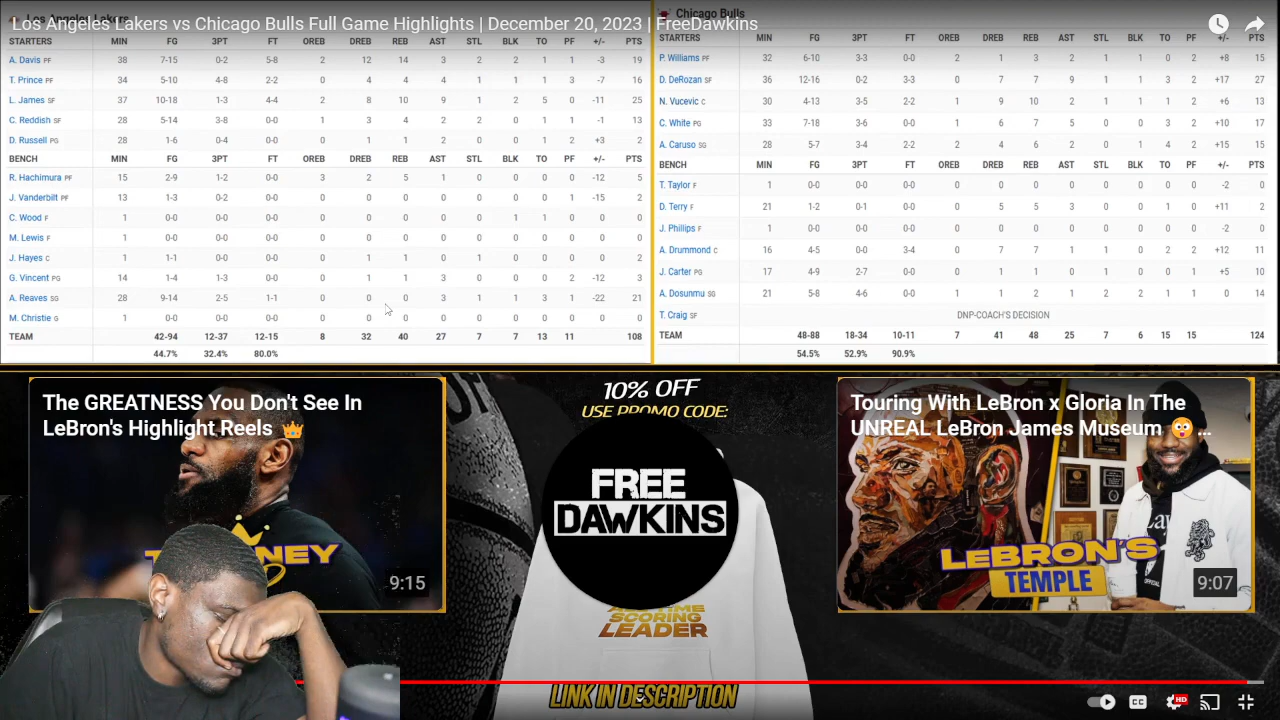 Los Angeles Lakers vs Chicago Bulls Full Game Highlights | December 20, 2023 | FreeDawkins
Los Angeles Lakers
STARTERS MIN FG 3PT FT OREB DREB REB AST STL BLK TO PF +/- PTS
A. Davis PF 38 7-15 0-2 5-8 2 12 14 3 2 2 1 1 -3 19
T. Prince PF 34 5-10 4-8 2-2 0 4 4 4 1 1 1 3 -7 16
L. James SF 37 10-18 1-3 4-4 2 8 10 9 1 2 5 0 -11 25
C. Reddish SF 28 5-14 3-8 0-0 1 3 4 2 2 0 1 1 -1 13
D. Russell PG 28 1-6 0-4 0-0 0 1 1 2 0 0 1 2 +3 2
BENCH MIN FG 3PT FT OREB DREB REB AST STL BLK TO PF +/- PTS
R. Hachimura PF 15 2-9 1-2 0-0 3 2 5 1 0 0 0 0 -12 5
J. Vanderbilt PF 13 1-3 0-2 0-0 0 0 0 0 0 0 0 1 -15 2
C. Wood F 1 0-0 0-0 0-0 0 0 0 0 0 1 1 0 0 0
M. Lewis F 1 0-0 0-0 0-0 0 0 0 0 0 0 0 0 0 0
J. Hayes C 1 1-1 0-0 0-0 0 1 1 0 0 0 0 0 0 2
G. Vincent PG 14 1-4 1-3 0-0 0 1 1 3 0 0 0 2 -12 3
A. Reaves SG 28 9-14 2-5 1-1 0 0 0 3 1 1 3 1 -22 21
M. Christie G 1 0-0 0-0 0-0 0 0 0 0 0 0 0 0 0 0
TEAM 42-94 12-37 12-15 8 32 40 27 7 7 13 11 108
44.7% 32.4% 80.0%
Chicago Bulls
STARTERS MIN FG 3PT FT OREB DREB REB AST STL BLK TO PF +/- PTS
P. Williams PF 32 6-10 3-3 0-0 2 1 3 2 1 1 0 2 +8 15
D. DeRozan SF 36 12-16 0-2 3-3 0 7 7 9 1 1 3 2 +17 27
N. Vucevic C 30 4-13 3-5 2-2 1 9 10 2 1 1 1 2 +6 13
C. White PG 33 7-18 3-6 0-0 1 6 7 5 0 0 3 2 +10 17
A. Caruso SG 28 5-7 3-4 2-2 2 4 6 2 1 1 4 2 +15 15
BENCH MIN FG 3PT FT OREB DREB REB AST STL BLK TO PF +/- PTS
T. Taylor F 1 0-0 0-0 0-0 0 0 0 0 0 0 0 0 -2 0
D. Terry F 21 1-2 0-1 0-0 0 5 5 3 0 0 1 0 +11 2
J. Phillips F 1 0-0 0-0 0-0 0 0 0 0 0 0 0 0 -2 0
A. Drummond C 16 4-5 0-0 3-4 0 7 7 1 1 0 2 2 +12 11
J. Carter PG 17 4-9 2-7 0-0 0 1 1 0 0 0 0 1 +5 10
A. Dosunmu SG 21 5-8 4-6 0-0 1 1 2 1 2 2 1 1 0 14
T. Craig SF DNP-COACH'S DECISION
TEAM 48-88 18-34 10-11 7 41 48 25 7 6 15 15 124
54.5% 52.9% 90.9%
The GREATNESS You Don't See In
LeBron's Highlight Reels 👑
9:15
10% OFF
USE PROMO CODE:
FREE
DAWKINS
SCORING
LEADER
LINK IN DESCRIPTION
Touring With LeBron x Gloria In The
UNREAL LeBron James Museum 😲...
LEBRON'S
TEMPLE
9:07
CC
HD